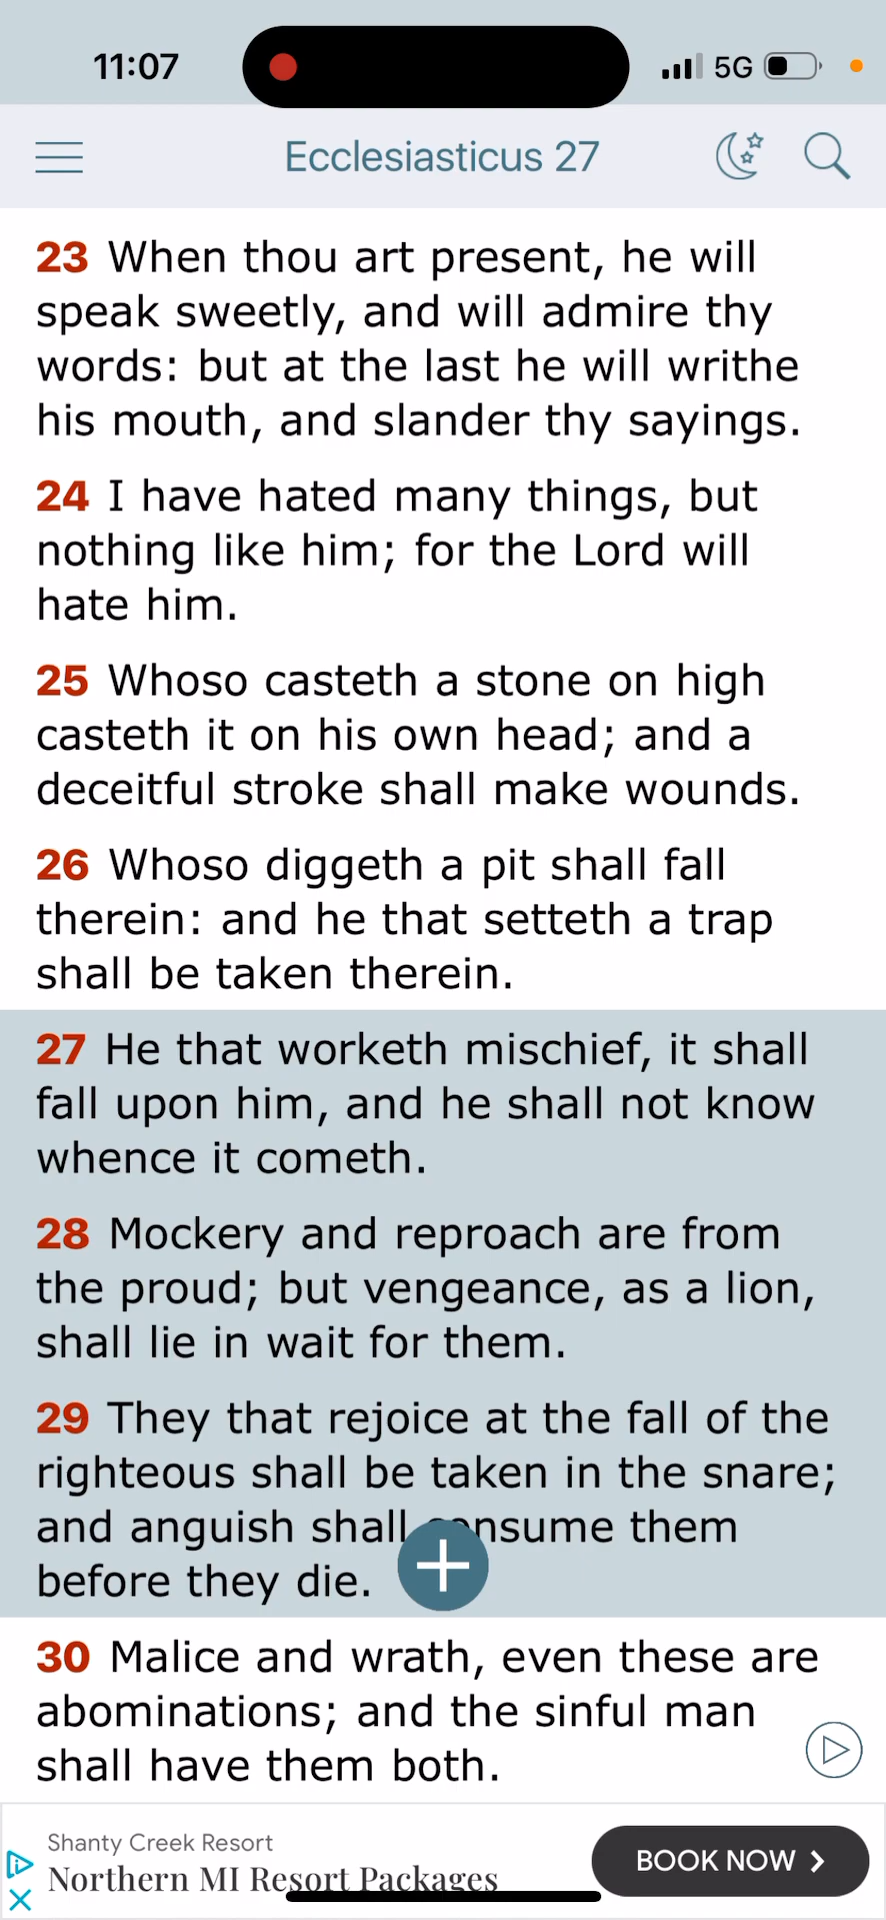 11:07
5G
Ecclesiasticus 27
23 When thou art present, he will
speak sweetly, and will admire thy
words: but at the last he will writhe
his mouth, and slander thy sayings.
24 I have hated many things, but
nothing like him; for the Lord will
hate him.
25 Whoso casteth a stone on high
casteth it on his own head; and a
deceitful stroke shall make wounds.
26 Whoso diggeth a pit shall fall
therein: and he that setteth a trap
shall be taken therein.
27 He that worketh mischief, it shall
fall upon him, and he shall not know
whence it cometh.
28 Mockery and reproach are from
the proud; but vengeance, as a lion,
shall lie in wait for them.
29 They that rejoice at the fall of the
righteous shall be taken in the snare;
and anguish shall consume them
before they die.
30 Malice and wrath, even these are
abominations; and the sinful man
shall have them both.
Shanty Creek Resort
Northern MI Resort Packages
BOOK NOW